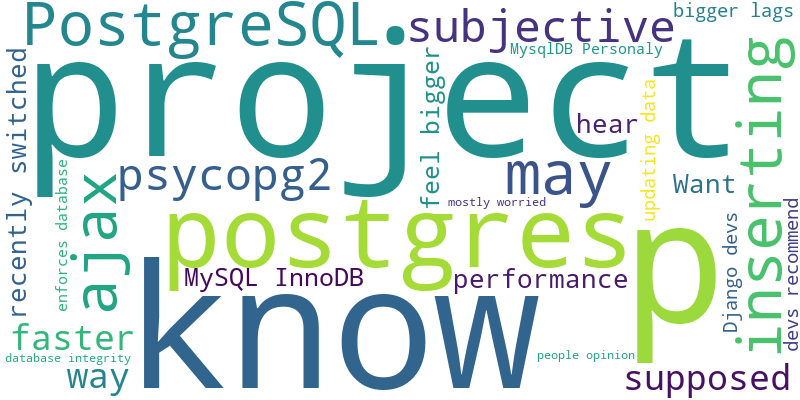 PostgreSQL
subjective
bigger lags
MysqlDB Personaly
project
recently switched
feel bigger
inserting
hear
updating data
psycopg2
may
Want
enforces database
ajax
mostly worried
postgres
p
Django devs
devs recommend
know
MySQL InnoDB
performance
faster
database integrity
people opinion
way
supposed